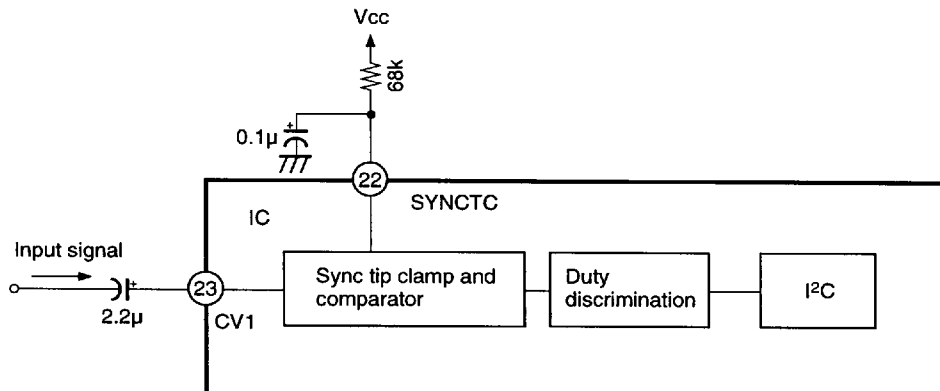 Vcc
68k
0.1µ
22
SYNCTC
IC
Input signal
23
CV1
2.2µ
Sync tip clamp and
comparator
Duty
discrimination
I²C